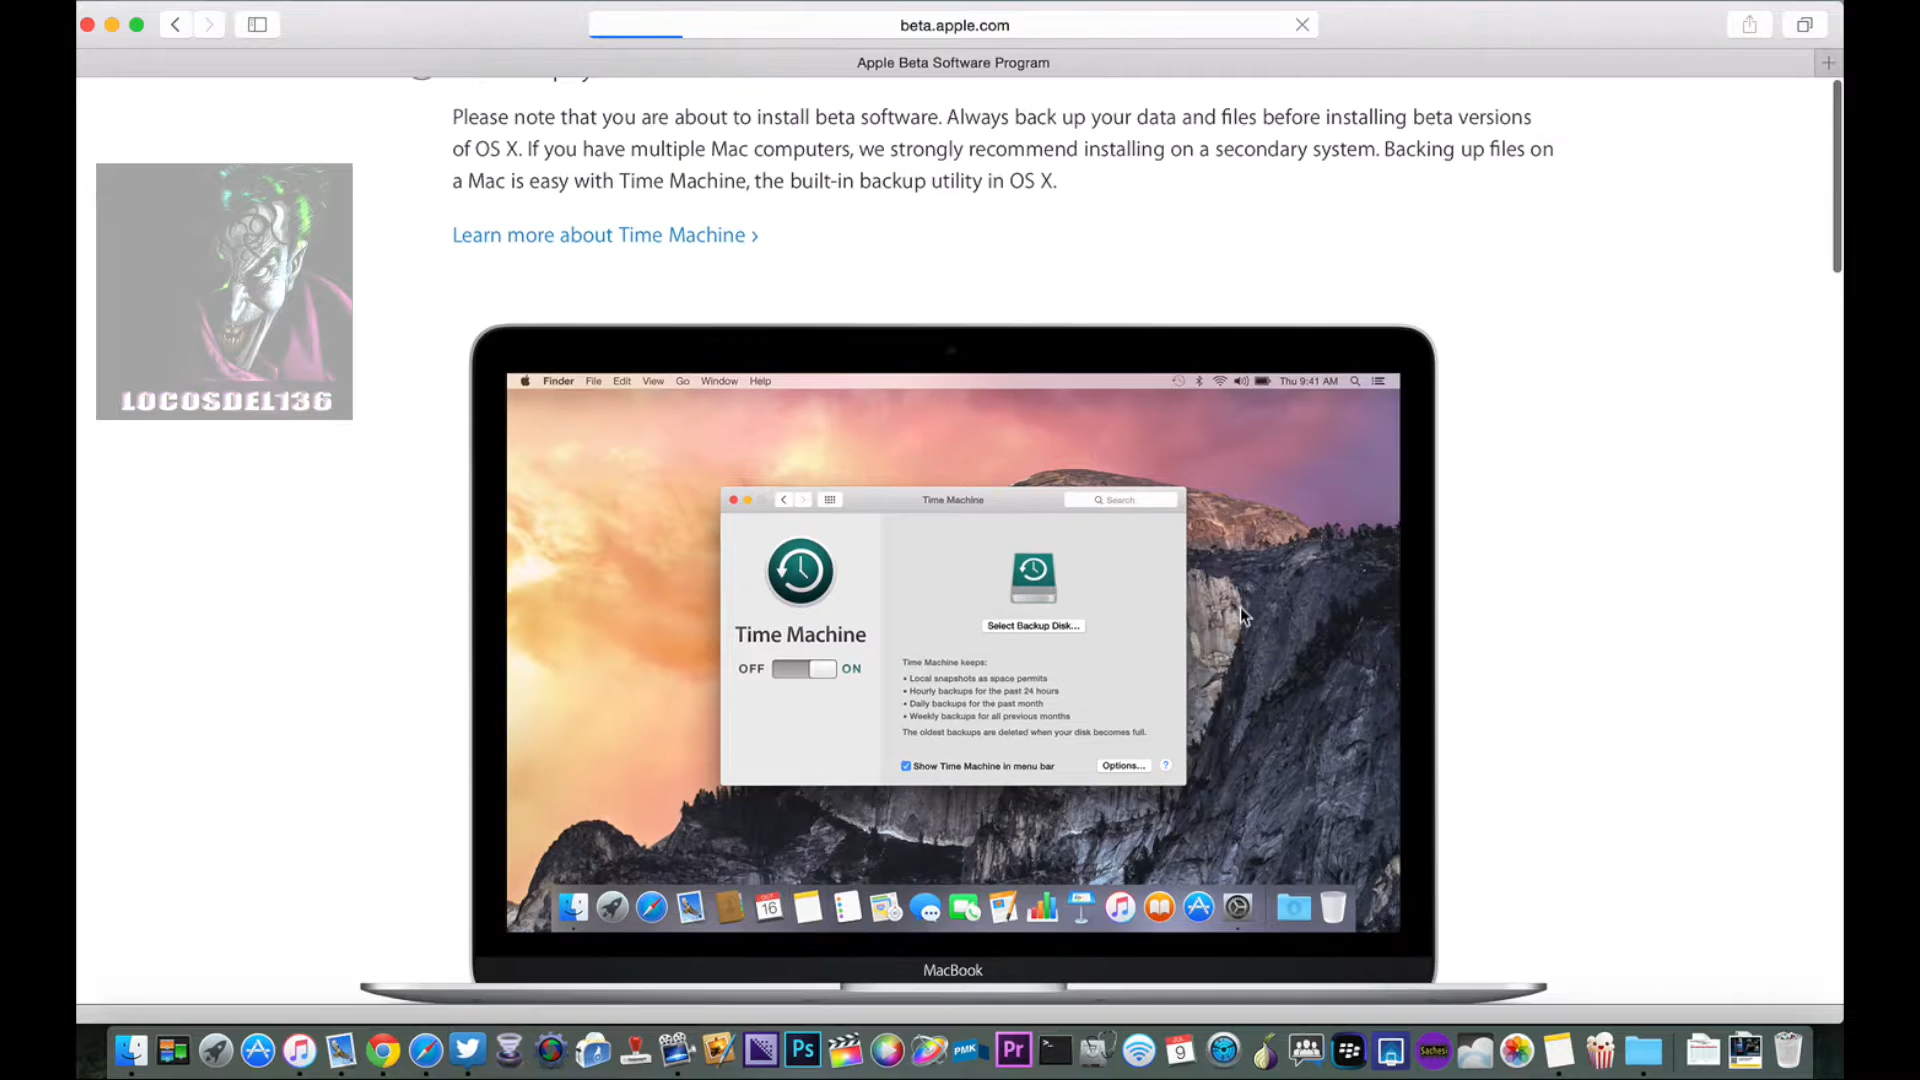 beta.apple.com
Apple Beta Software Program
Please note that you are about to install beta software. Always back up your data and files before installing beta versions
of OS X. If you have multiple Mac computers, we strongly recommend installing on a secondary system. Backing up files on
a Mac is easy with Time Machine, the built-in backup utility in OS X.
Learn more about Time Machine ›
LOCOSDEL136
Finder File Edit View Go Window Help Thu 9:41 AM
Time Machine Search
Select Backup Disk...
Time Machine
OFF ON
Time Machine keeps:
• Local snapshots as space permits
• Hourly backups for the past 24 hours
• Daily backups for the past month
• Weekly backups for all previous months
The oldest backups are deleted when your disk becomes full.
Show Time Machine in menu bar Options... ?
16
MacBook
Ps PMK Pr 9 Sachesi